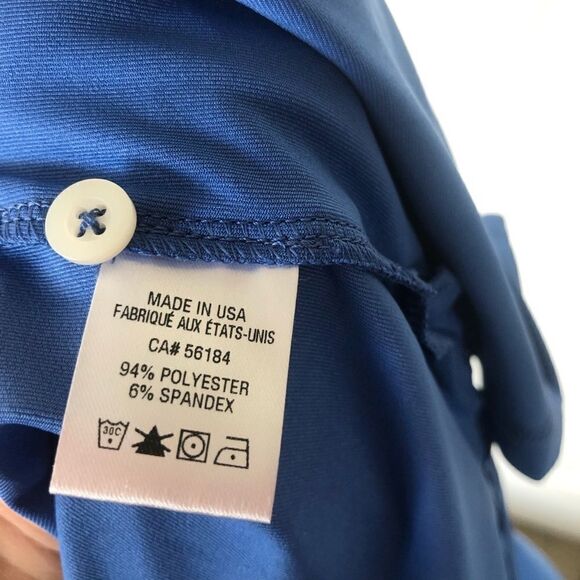 MADE IN USA
FABRIQUÉ AUX ÉTATS-UNIS
CA# 56184
94% POLYESTER
6% SPANDEX
30C